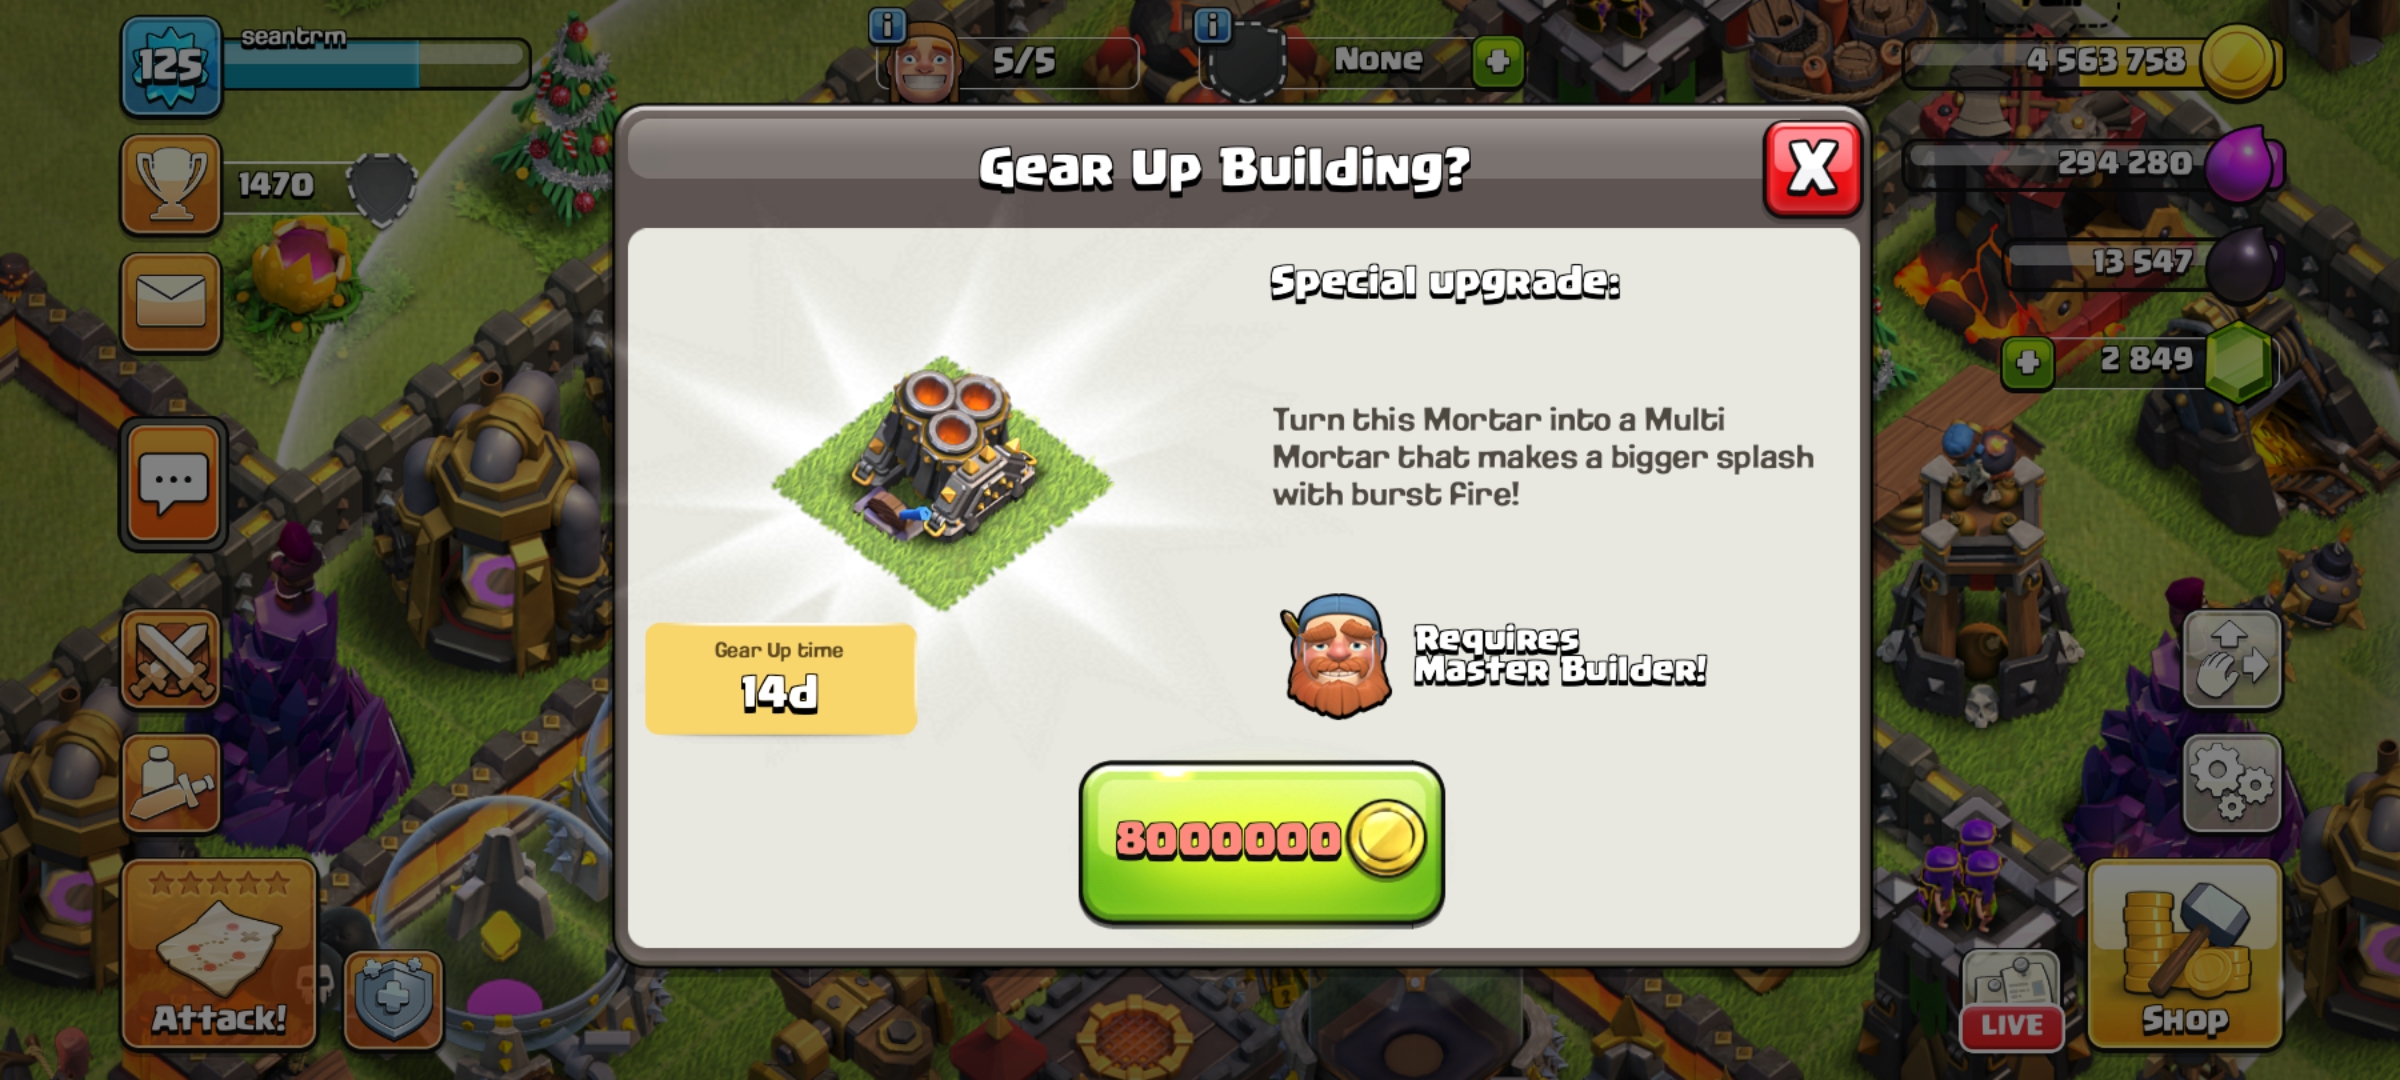 125
seantrm
5/5
None
4 563 758
1470
294 280
13 547
2 849
Gear Up Building?
X
Special upgrade:
Turn this Mortar into a Multi
Mortar that makes a bigger splash
with burst fire!
Gear Up time
14d
Requires
Master Builder!
8000000
Attack!
LIVE
Shop